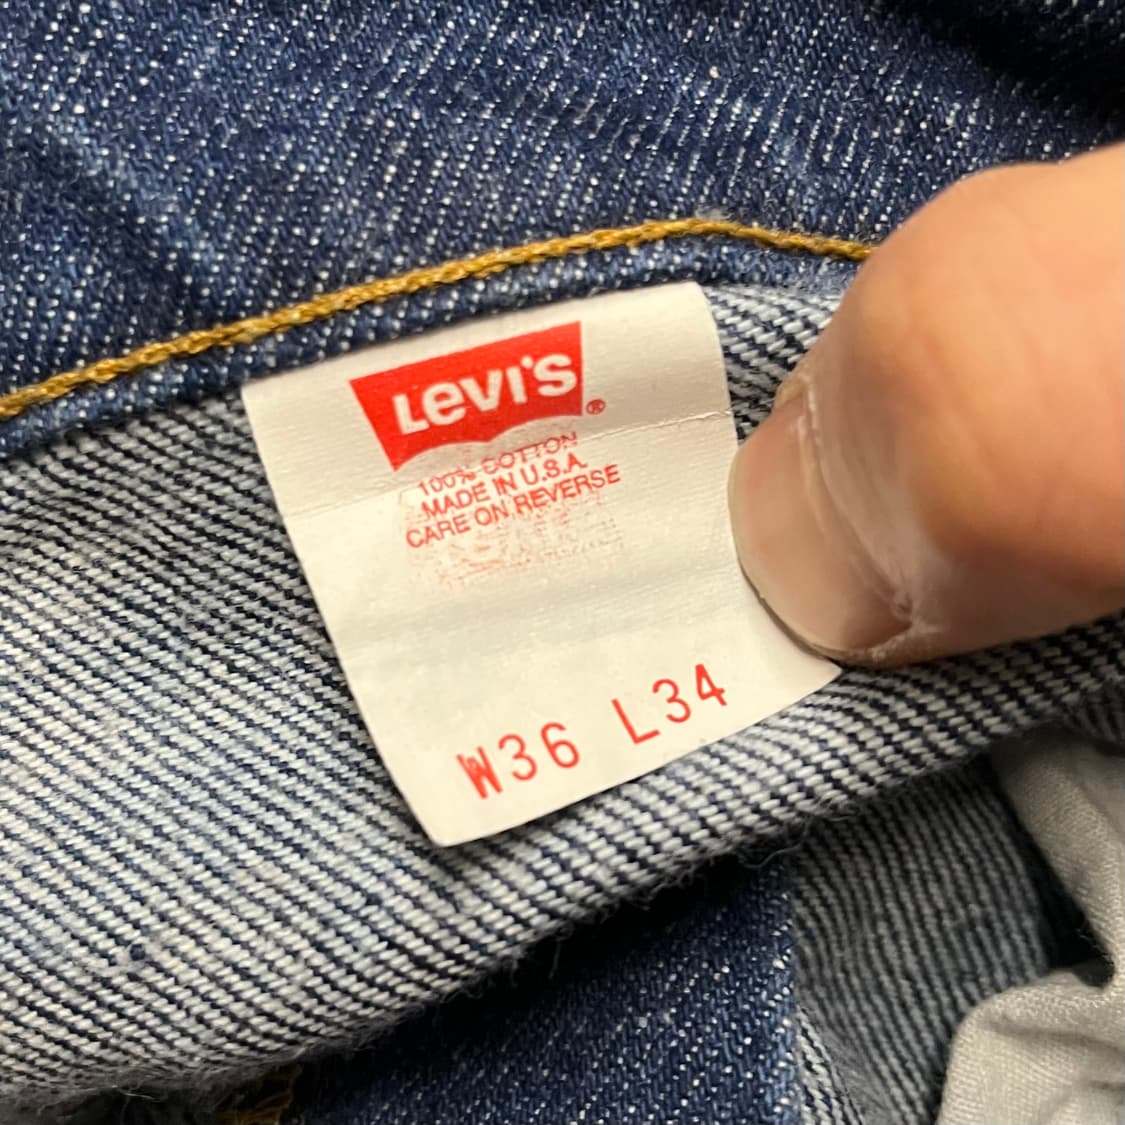 Levi's®
100% COTTON
MADE IN U.S.A.
CARE ON REVERSE
W36 L34